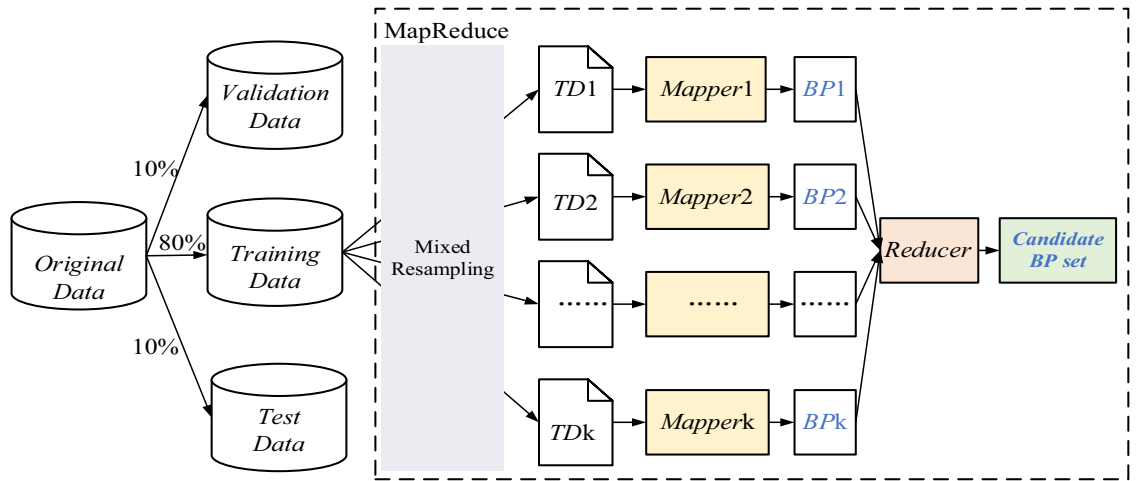 MapReduce
Validation
Data
10%
Original
Data
80%
Training
Data
10%
Test
Data
Mixed
Resampling
TD1
Mapper1
BP1
TD2
Mapper2
BP2
……
……
……
TDk
Mapperk
BPk
Reducer
Candidate
BP set